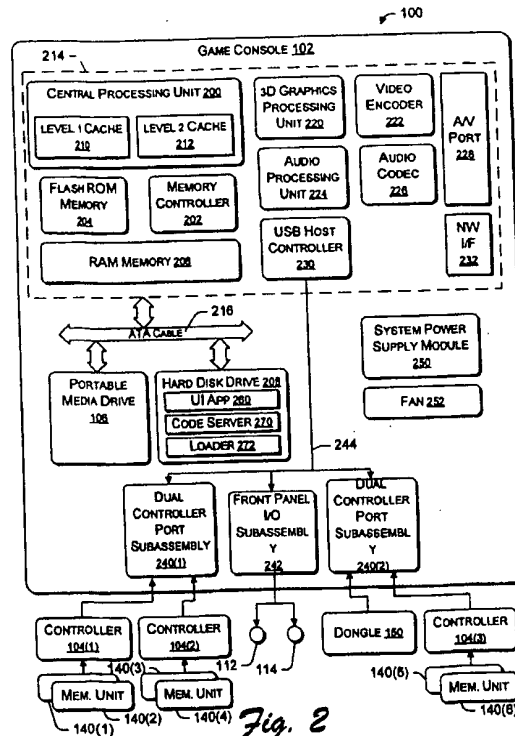 100
214
GAME CONSOLE 102
CENTRAL PROCESSING UNIT 200
LEVEL 1 CACHE
210
LEVEL 2 CACHE
212
3D GRAPHICS
PROCESSING
UNIT 220
VIDEO
ENCODER
222
A/V
PORT
228
AUDIO
PROCESSING
UNIT 224
AUDIO CODEC
226
FLASH ROM
MEMORY
204
MEMORY
CONTROLLER
202
USB HOST
CONTROLLER
230
NW
I/F
232
RAM MEMORY 206
216
ATA CABLE
SYSTEM POWER
SUPPLY MODULE
250
PORTABLE
MEDIA DRIVE
106
HARD DISK DRIVE 208
UI APP 260
CODE SERVER 270
LOADER 272
FAN 252
244
DUAL
CONTROLLER
PORT
SUBASSEMBLY
240(1)
FRONT PANEL
I/O
SUBASSEMBL
Y
242
DUAL
CONTROLLER
PORT
SUBASSEMBL
Y
240(2)
CONTROLLER
104(1)
CONTROLLER
104(2)
112
114
DONGLE 150
CONTROLLER
104(3)
140(3)
140(5)
MEM. UNIT
MEM. UNIT
MEM. UNIT
140(2)
140(4)
140(6)
140(1)
Fig. 2